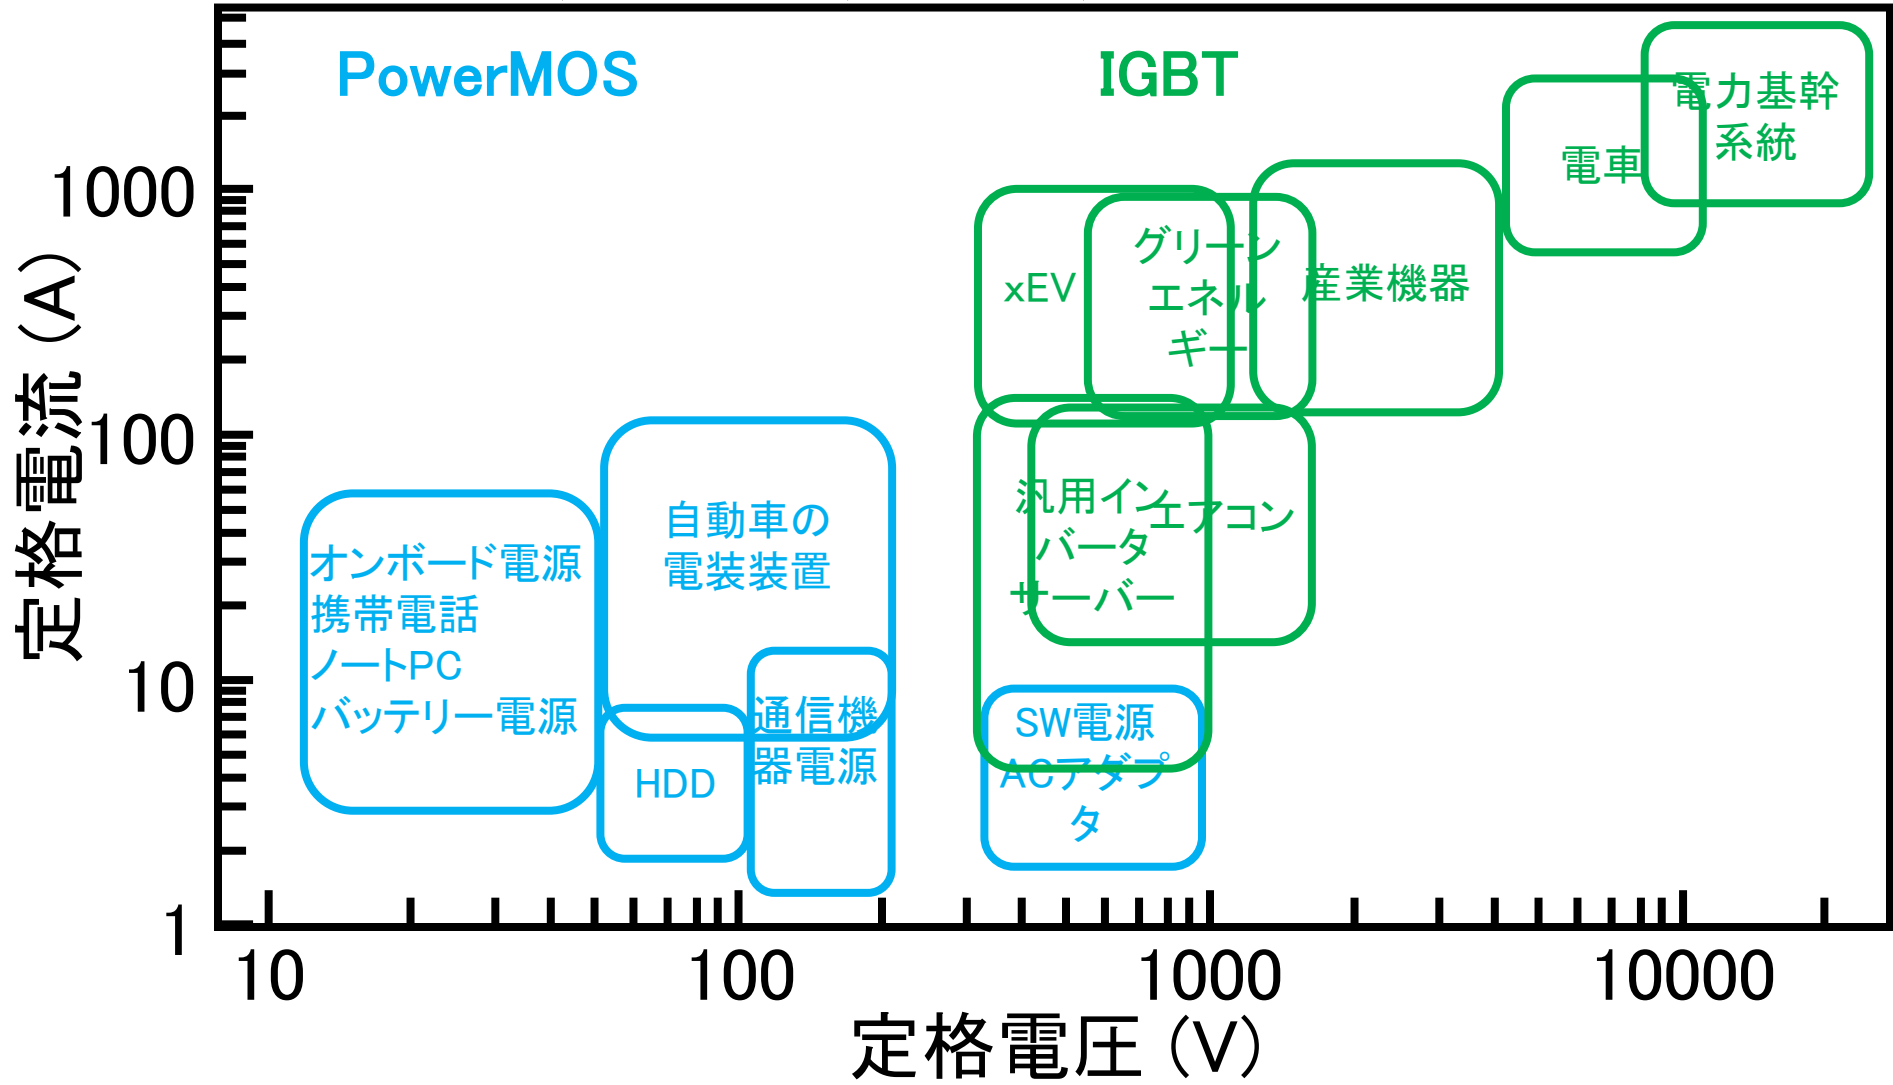 PowerMOS
IGBT
電力基幹
系統
電車
グリーン
エネル
ギー
xEV
産業機器
自動車の
電装装置
汎用イン
バータ
サーバー
エアコン
オンボード電源
携帯電話
ノートPC
バッテリー電源
通信機
器電源
HDD
SW電源
ACアダプ
タ
定格電流 (A)
1000
100
10
1
10
100
1000
10000
定格電圧 (V)